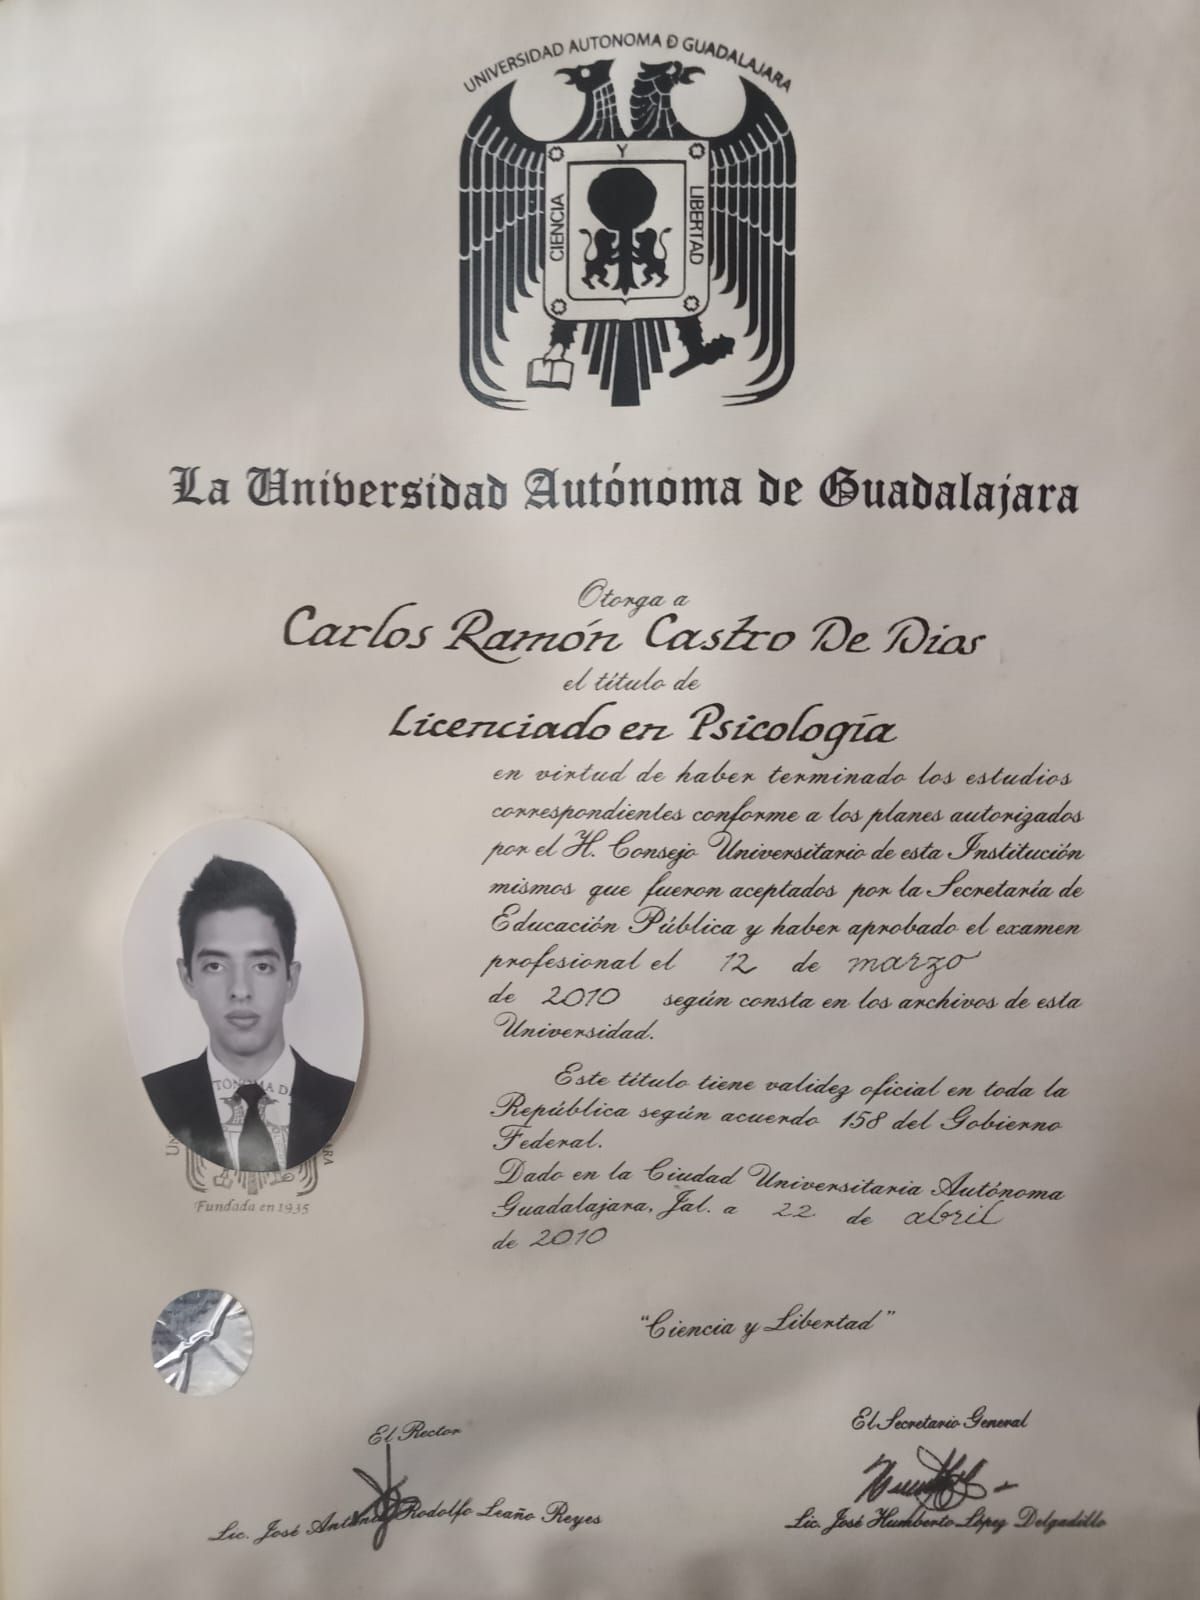 UNIVERSIDAD AUTONOMA Đ GUADALAJARA
Y
CIENCIA
LIBERTAD
La Universidad Autónoma de Guadalajara
Otorga a
Carlos Ramón Castro De Dios
el título de
Licenciado en Psicología
en virtud de haber terminado los estudios
correspondientes conforme a los planes autorizados
por el H. Consejo Universitario de esta Institución
mismos que fueron aceptados por la Secretaría de
Educación Pública y haber aprobado el examen
profesional el 12 de marzo
de 2010 según consta en los archivos de esta
Universidad.
Este título tiene validez oficial en toda la
República según acuerdo 158 del Gobierno
Federal.
Dado en la Ciudad Universitaria Autónoma
Guadalajara, Jal. a 22 de abril
de 2010
TÓNOMA D
Fundada en 1935
"Ciencia y Libertad"
El Rector
Lic. José Antonio Rodolfo Leaño Reyes
El Secretario General
Lic. José Humberto López Delgadillo